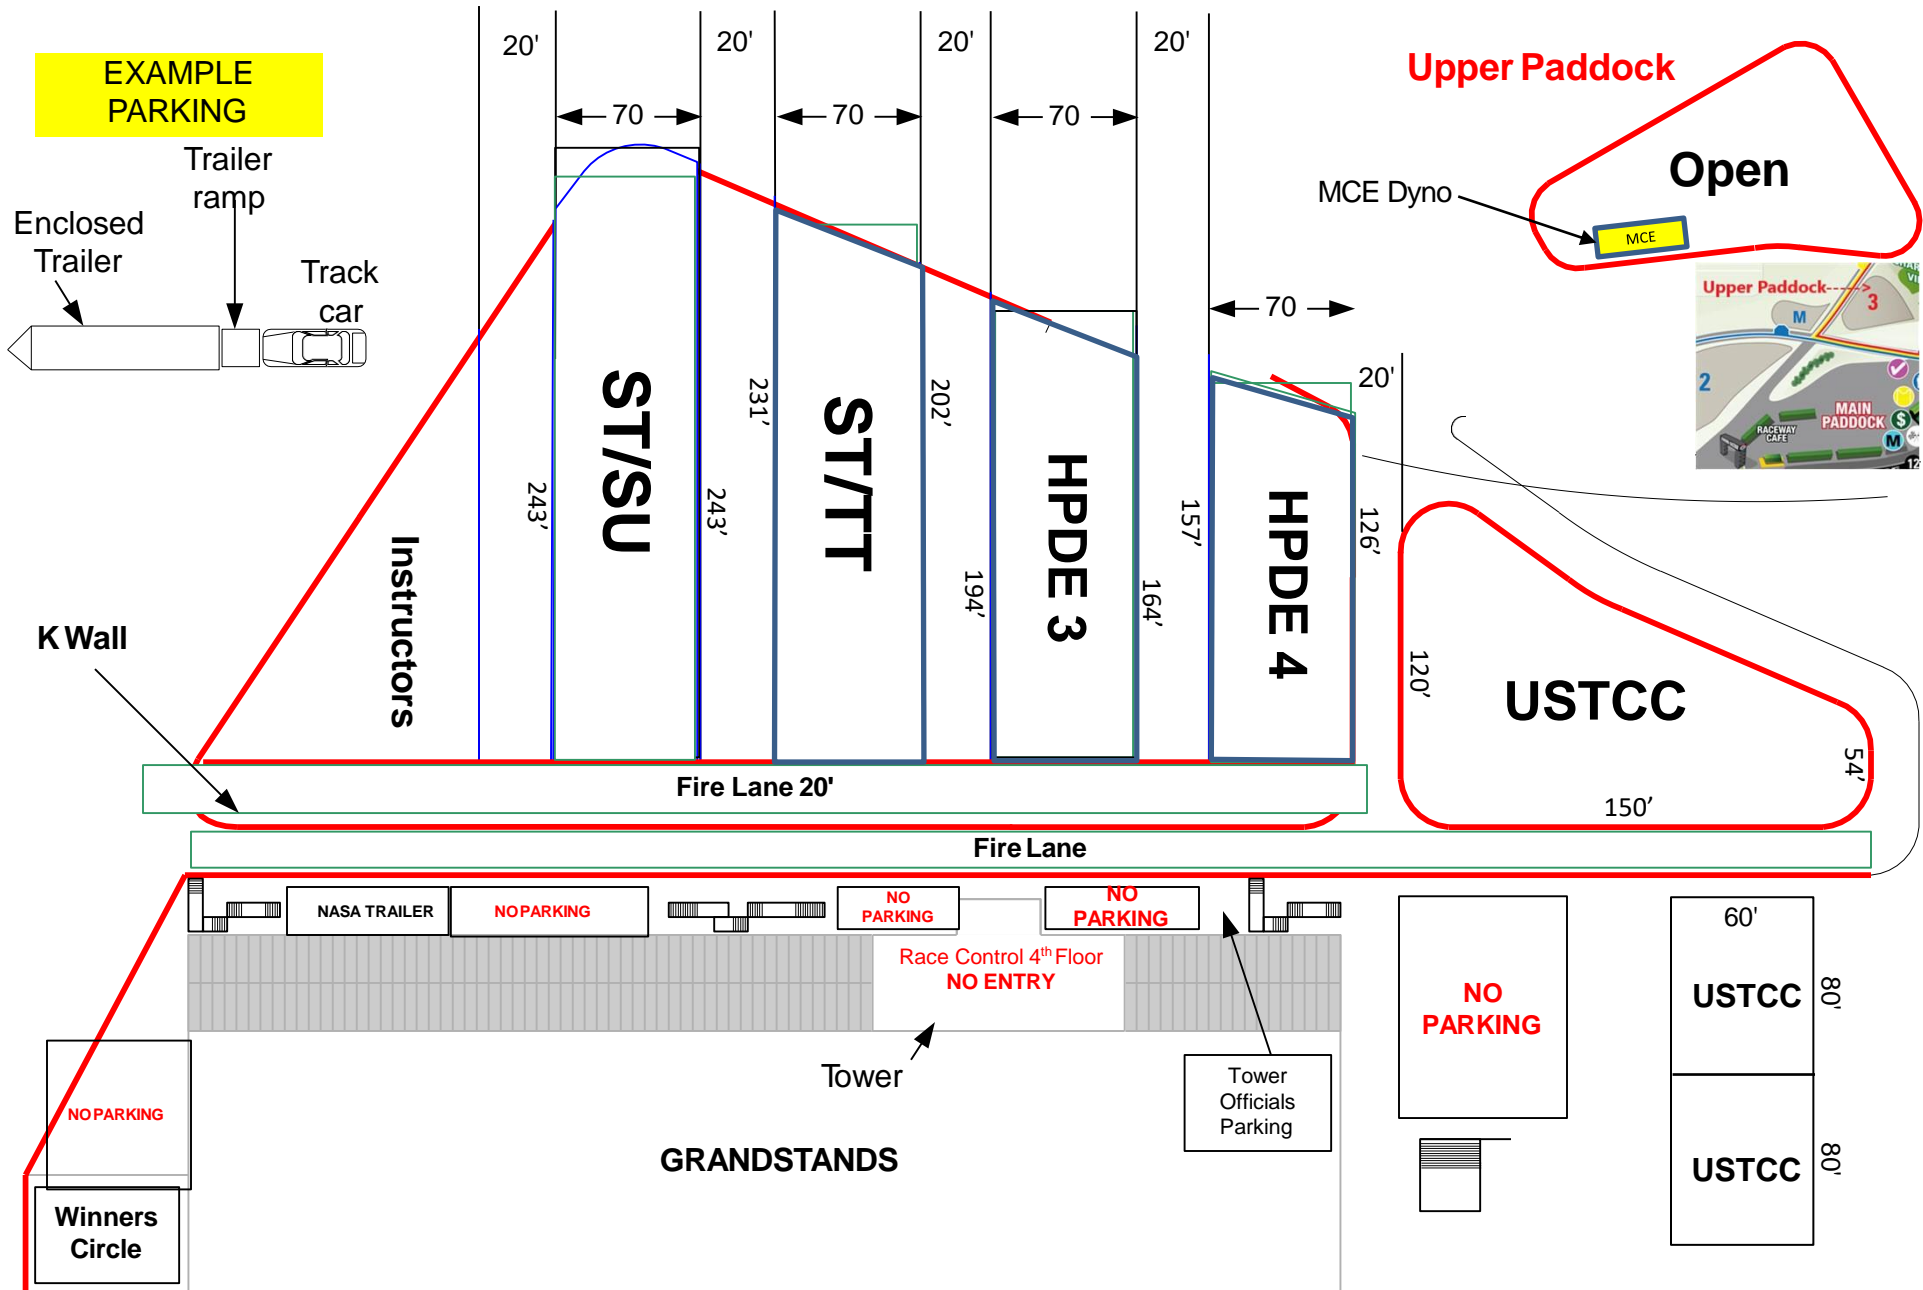 20'
20'
20'
20'
EXAMPLE
PARKING
Upper Paddock
70
70
70
Trailer
ramp
Open
MCE Dyno
MCE
Enclosed
Trailer
Track
car
Upper Paddock----->
3
M
2
MAIN
PADDOCK
RACEWAY
CAFE
$
M
12
70
20'
Instructors
243’
ST/SU
243’
231’
ST/TT
202’
194’
HPDE 3
164’
157’
HPDE 4
126’
120’
USTCC
54’
150’
K Wall
Fire Lane 20'
Fire Lane
NASA TRAILER
NO PARKING
NO
PARKING
NO
PARKING
Race Control 4th Floor
NO ENTRY
Tower
Tower
Officials
Parking
NO
PARKING
60'
USTCC
80'
USTCC
80'
NO PARKING
GRANDSTANDS
Winners
Circle